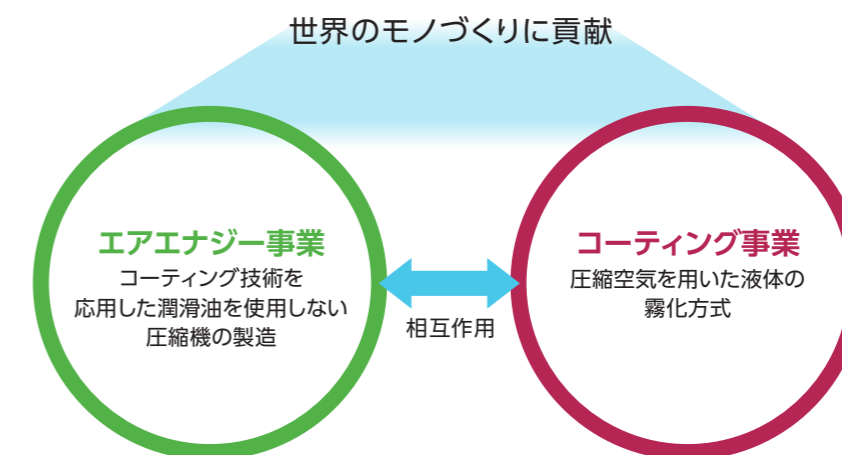 世界のモノづくりに貢献
エアエナジー事業
コーティング技術を
応用した潤滑油を使用しない
圧縮機の製造
相互作用
コーティング事業
圧縮空気を用いた液体の
霧化方式